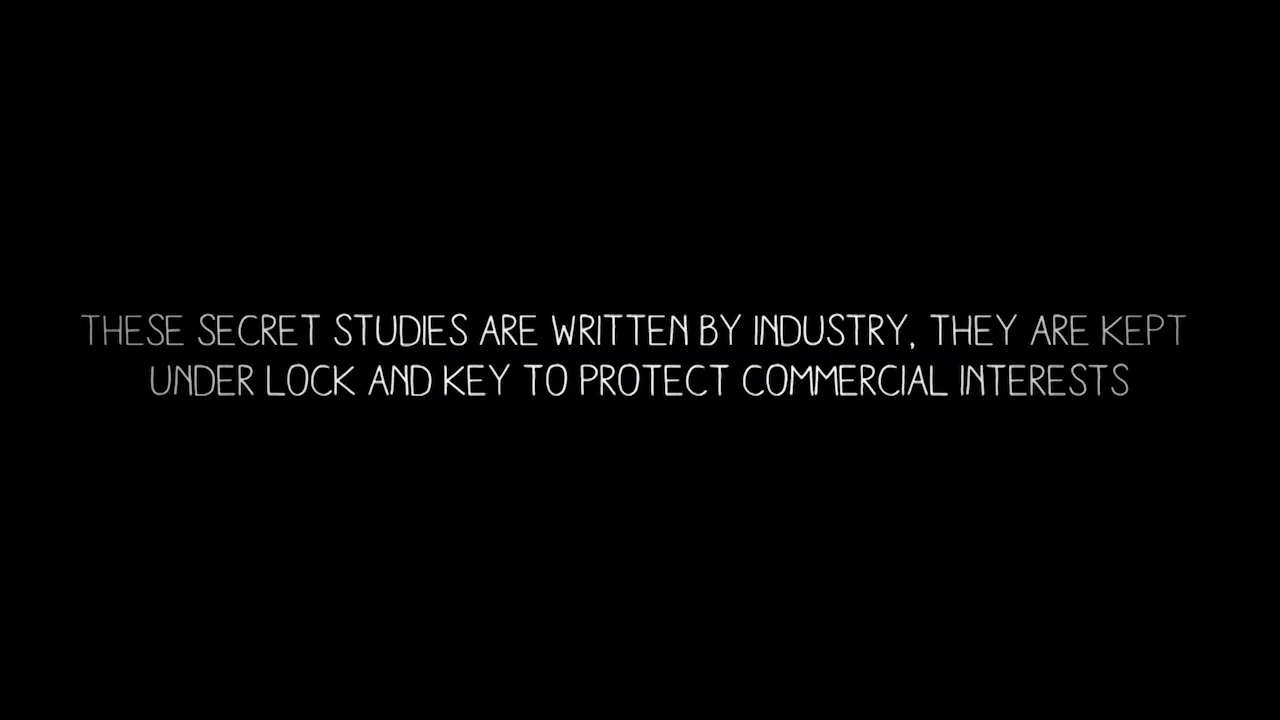 THESE SECRET STUDIES ARE WRITTEN BY INDUSTRY, THEY ARE KEPT
UNDER LOCK AND KEY TO PROTECT COMMERCIAL INTERESTS